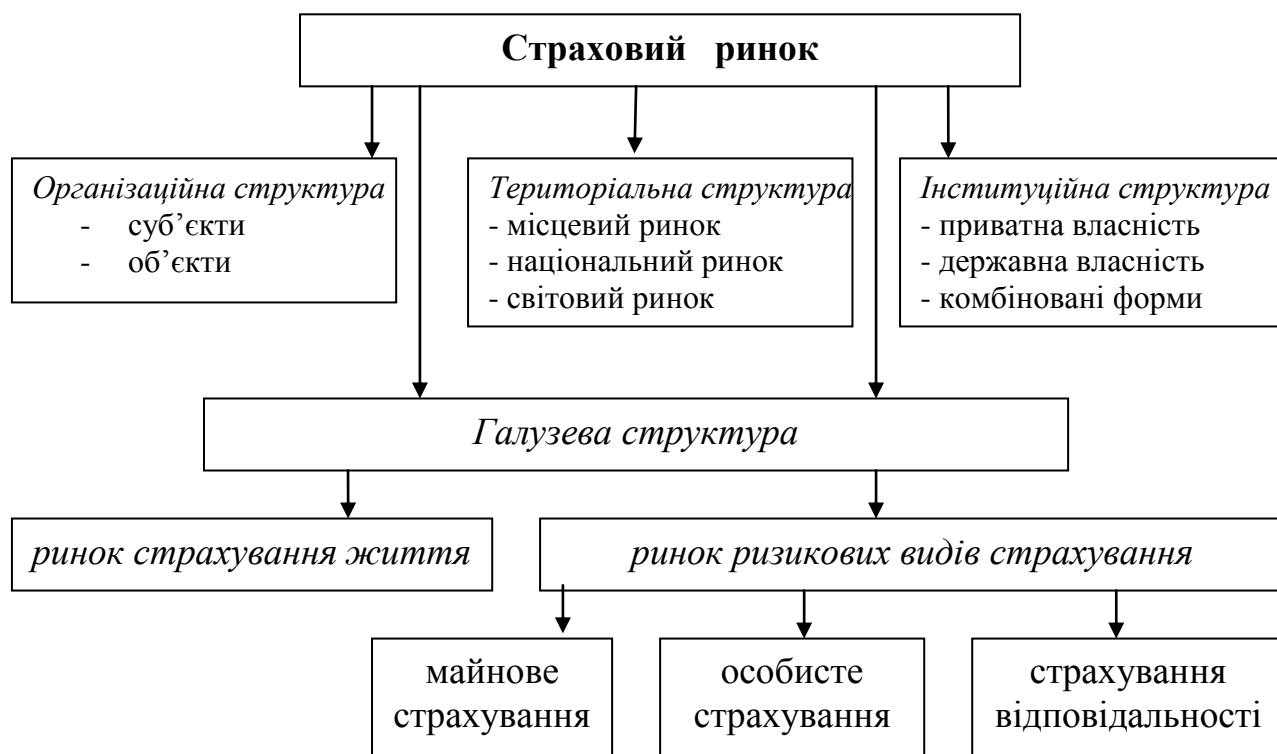 Страховий ринок
Організаційна структура
- суб’єкти
- об’єкти
Територіальна структура
- місцевий ринок
- національний ринок
- світовий ринок
Інституційна структура
- приватна власність
- державна власність
- комбіновані форми
Галузева структура
ринок страхування життя
ринок ризикових видів страхування
майнове
страхування
особисте
страхування
страхування
відповідальності